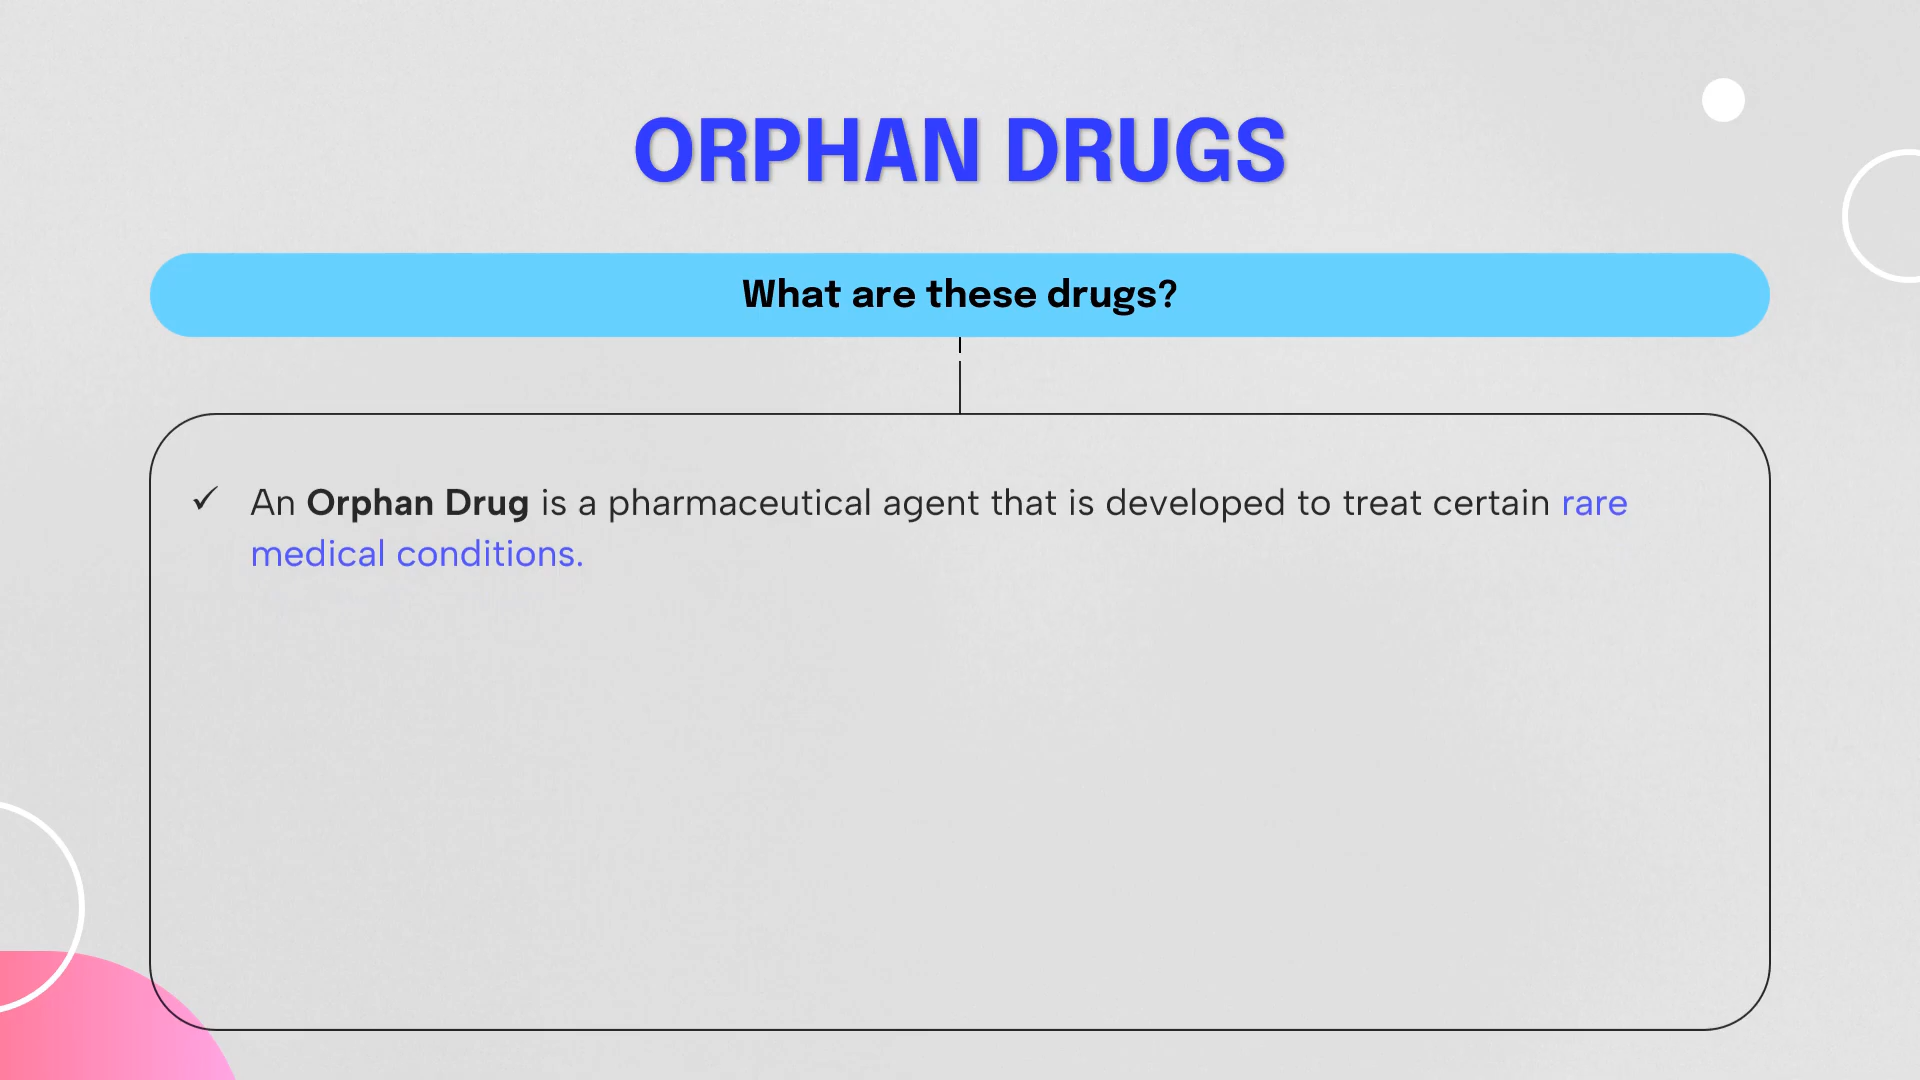 ORPHAN DRUGS
What are these drugs?
✓ An Orphan Drug is a pharmaceutical agent that is developed to treat certain rare
medical conditions.